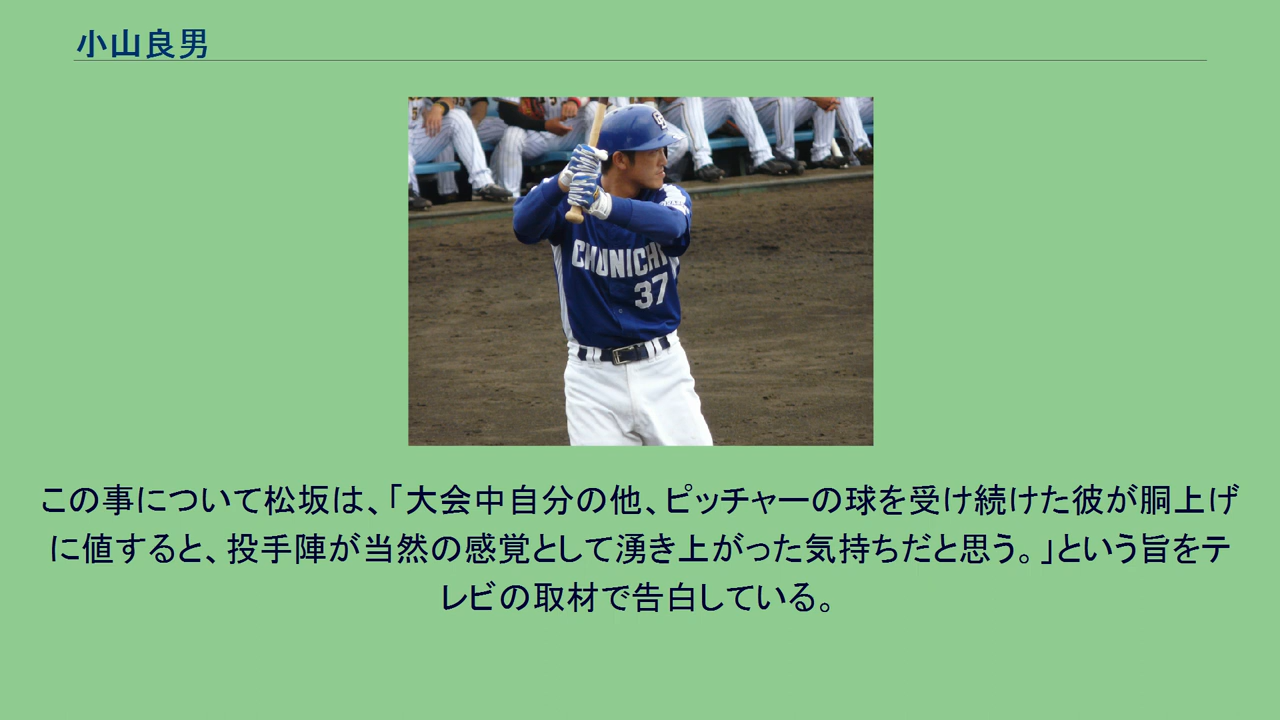 小山良男
CHUNICHI
37
この事について松坂は、「大会中自分の他、ピッチャーの球を受け続けた彼が胴上げ
に値すると、投手陣が当然の感覚として湧き上がった気持ちだと思う。」という旨をテ
レビの取材で告白している。